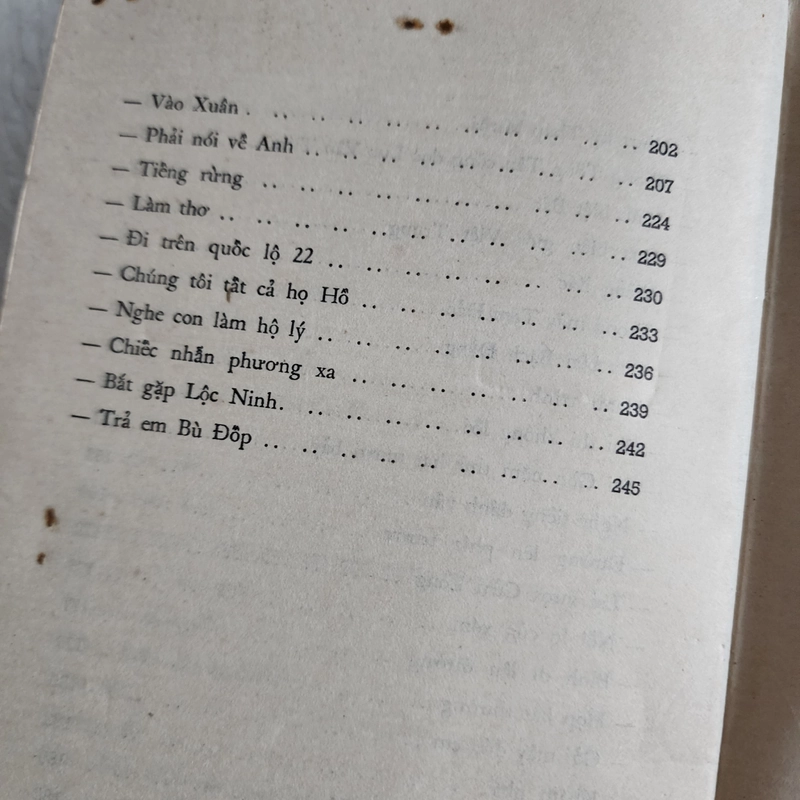 — Vào Xuân . .. .. .. .. .. .. .. .. .. .. 202
— Phải nói về Anh .. .. .. .. .. .. .. .. .. 207
— Tiếng rừng .. .. .. .. .. .. .. .. .. .. 224
— Làm thơ .. .. .. .. .. .. .. .. .. .. .. 229
— Đi trên quốc lộ 22 .. .. .. .. .. .. .. .. 230
— Chúng tôi tất cả họ Hồ .. .. .. .. .. .. .. 233
— Nghe con làm hộ lý .. .. .. .. .. .. .. .. 236
— Chiếc nhẫn phương xa .. .. .. .. .. .. .. 239
— Bắt gặp Lộc Ninh. .. .. .. .. .. .. .. .. 242
— Trả em Bù Đốp .. .. .. .. .. .. .. .. .. 245